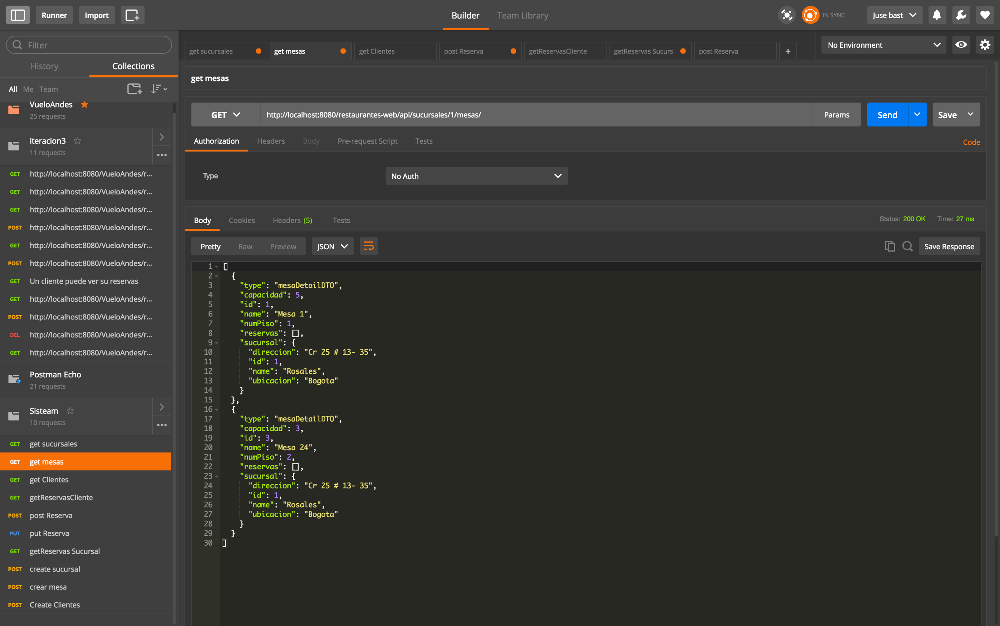 Runner Import Builder Team Library IN SYNC Juse bast
Filter
History Collections
All Me Team
VueloAndes
25 requests
iteracion3
11 requests
GET http://localhost:8080/VueloAndes/r...
GET http://localhost:8080/VueloAndes/r...
GET http://localhost:8080/VueloAndes/r...
POST http://localhost:8080/VueloAndes/r...
GET http://localhost:8080/VueloAndes/r...
POST http://localhost:8080/VueloAndes/r...
GET Un cliente puede ver su reservas
GET http://localhost:8080/VueloAndes/r...
POST http://localhost:8080/VueloAndes/r...
DEL http://localhost:8080/VueloAndes/r...
GET http://localhost:8080/VueloAndes/r...
Postman Echo
21 requests
Sisteam
10 requests
GET get sucursales
GET get mesas
GET get Clientes
GET getReservasCliente
POST post Reserva
PUT put Reserva
GET getReservas Sucursal
POST create sucursal
POST crear mesa
POST Create Clientes
get sucursales get mesas get Clientes post Reserva getReservasCliente getReservas Sucurs post Reserva +
No Environment
get mesas
GET http://localhost:8080/restaurantes-web/api/sucursales/1/mesas/ Params Send Save
Authorization Headers Body Pre-request Script Tests Code
Type No Auth
Body Cookies Headers (5) Tests Status: 200 OK Time: 27 ms
Pretty Raw Preview JSON Save Response
1 [
2 {
3 "type": "mesaDetailDTO",
4 "capacidad": 5,
5 "id": 1,
6 "name": "Mesa 1",
7 "numPiso": 1,
8 "reservas": [],
9 "sucursal": {
10 "direccion": "Cr 25 # 13- 35",
11 "id": 1,
12 "name": "Rosales",
13 "ubicacion": "Bogota"
14 }
15 },
16 {
17 "type": "mesaDetailDTO",
18 "capacidad": 3,
19 "id": 3,
20 "name": "Mesa 24",
21 "numPiso": 2,
22 "reservas": [],
23 "sucursal": {
24 "direccion": "Cr 25 # 13- 35",
25 "id": 1,
26 "name": "Rosales",
27 "ubicacion": "Bogota"
28 }
29 }
30 ]